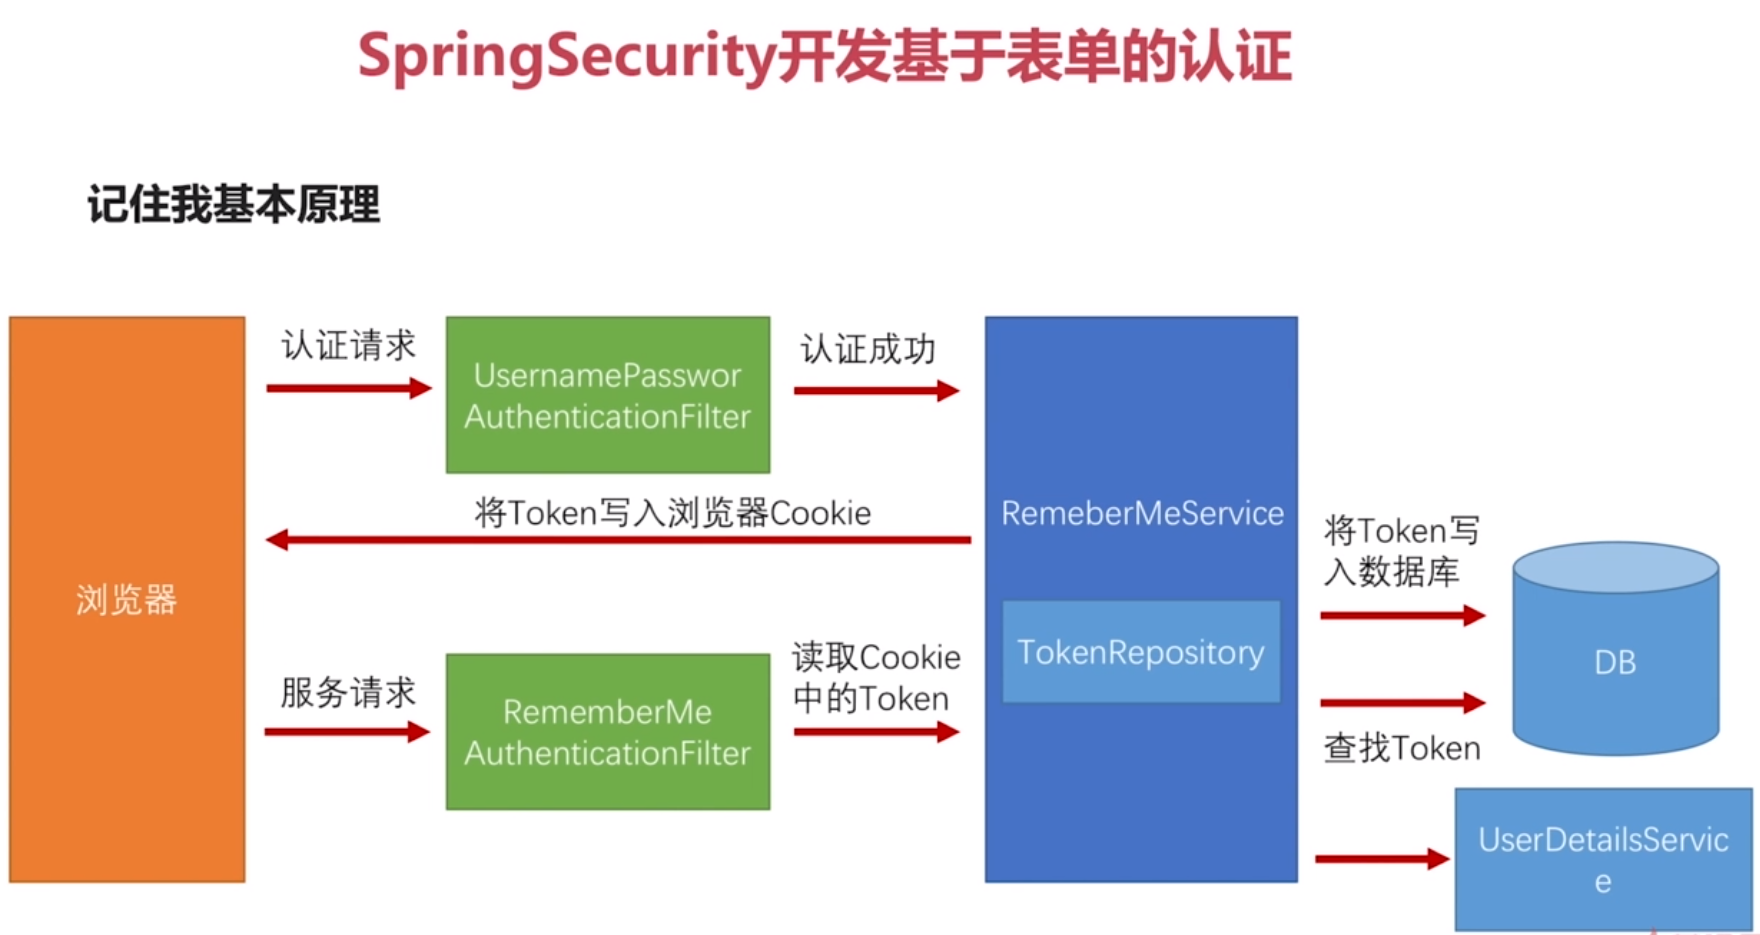 SpringSecurity开发基于表单的认证
记住我基本原理
认证请求
UsernamePasswor
AuthenticationFilter
认证成功
将Token写入浏览器Cookie
RemeberMeService
将Token写
入数据库
浏览器
TokenRepository
DB
服务请求
RememberMe
AuthenticationFilter
读取Cookie
中的Token
查找Token
UserDetailsServic
e